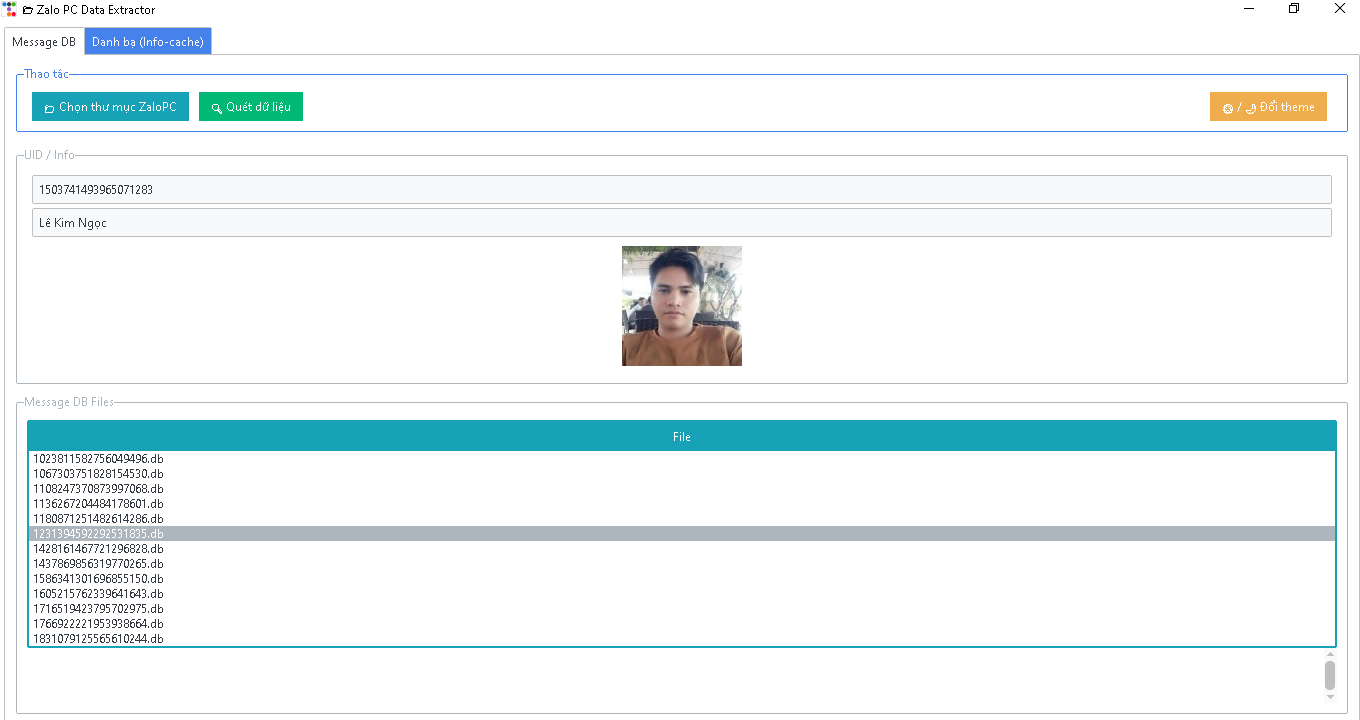 Zalo PC Data Extractor
Message DB
Danh bạ (Info-cache)
Thao tác
Chọn thư mục ZaloPC
Quét dữ liệu
/ Đổi theme
UID / Info
1503741493965071283
Lê Kim Ngọc
Message DB Files
File
1023811582756049496.db
1067303751828154530.db
1108247370873997068.db
1136267204484178601.db
1180871251482614286.db
1231394592292531835.db
1428161467721296828.db
1437869856319770265.db
1586341301696855150.db
1605215762339641643.db
1716519423795702975.db
1766922221953938664.db
1831079125565610244.db